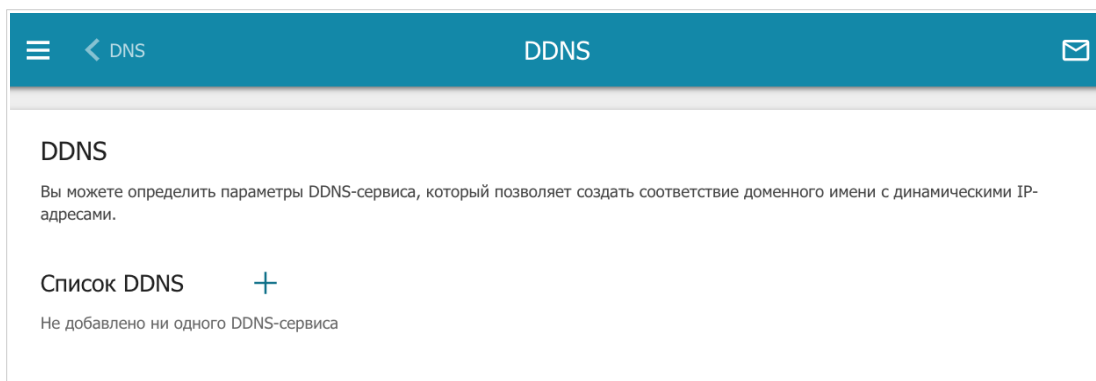 DNS
DDNS
DDNS
Вы можете определить параметры DDNS-сервиса, который позволяет создать соответствие доменного имени с динамическими IP-
адресами.
Список DDNS
Не добавлено ни одного DDNS-сервиса